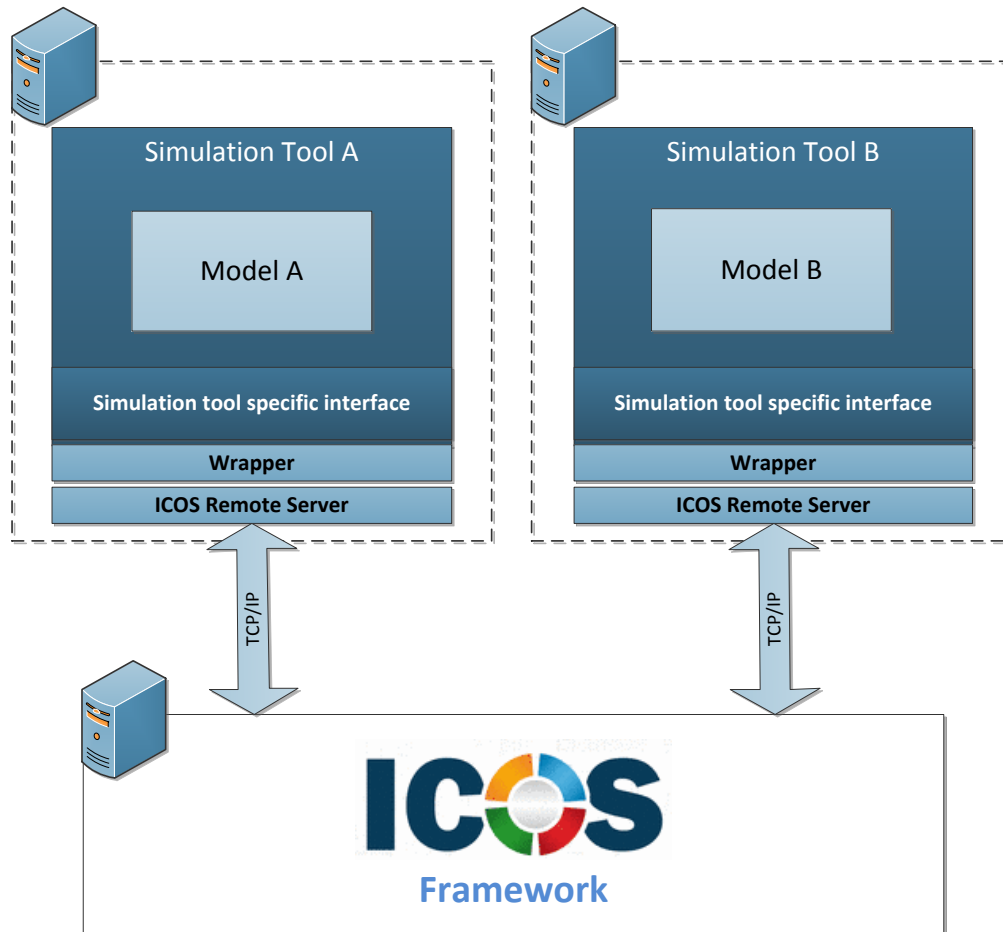 Simulation Tool A
Model A
Simulation tool specific interface
Wrapper
ICOS Remote Server
Simulation Tool B
Model B
Simulation tool specific interface
Wrapper
ICOS Remote Server
TCP/IP
TCP/IP
ICOS
Framework